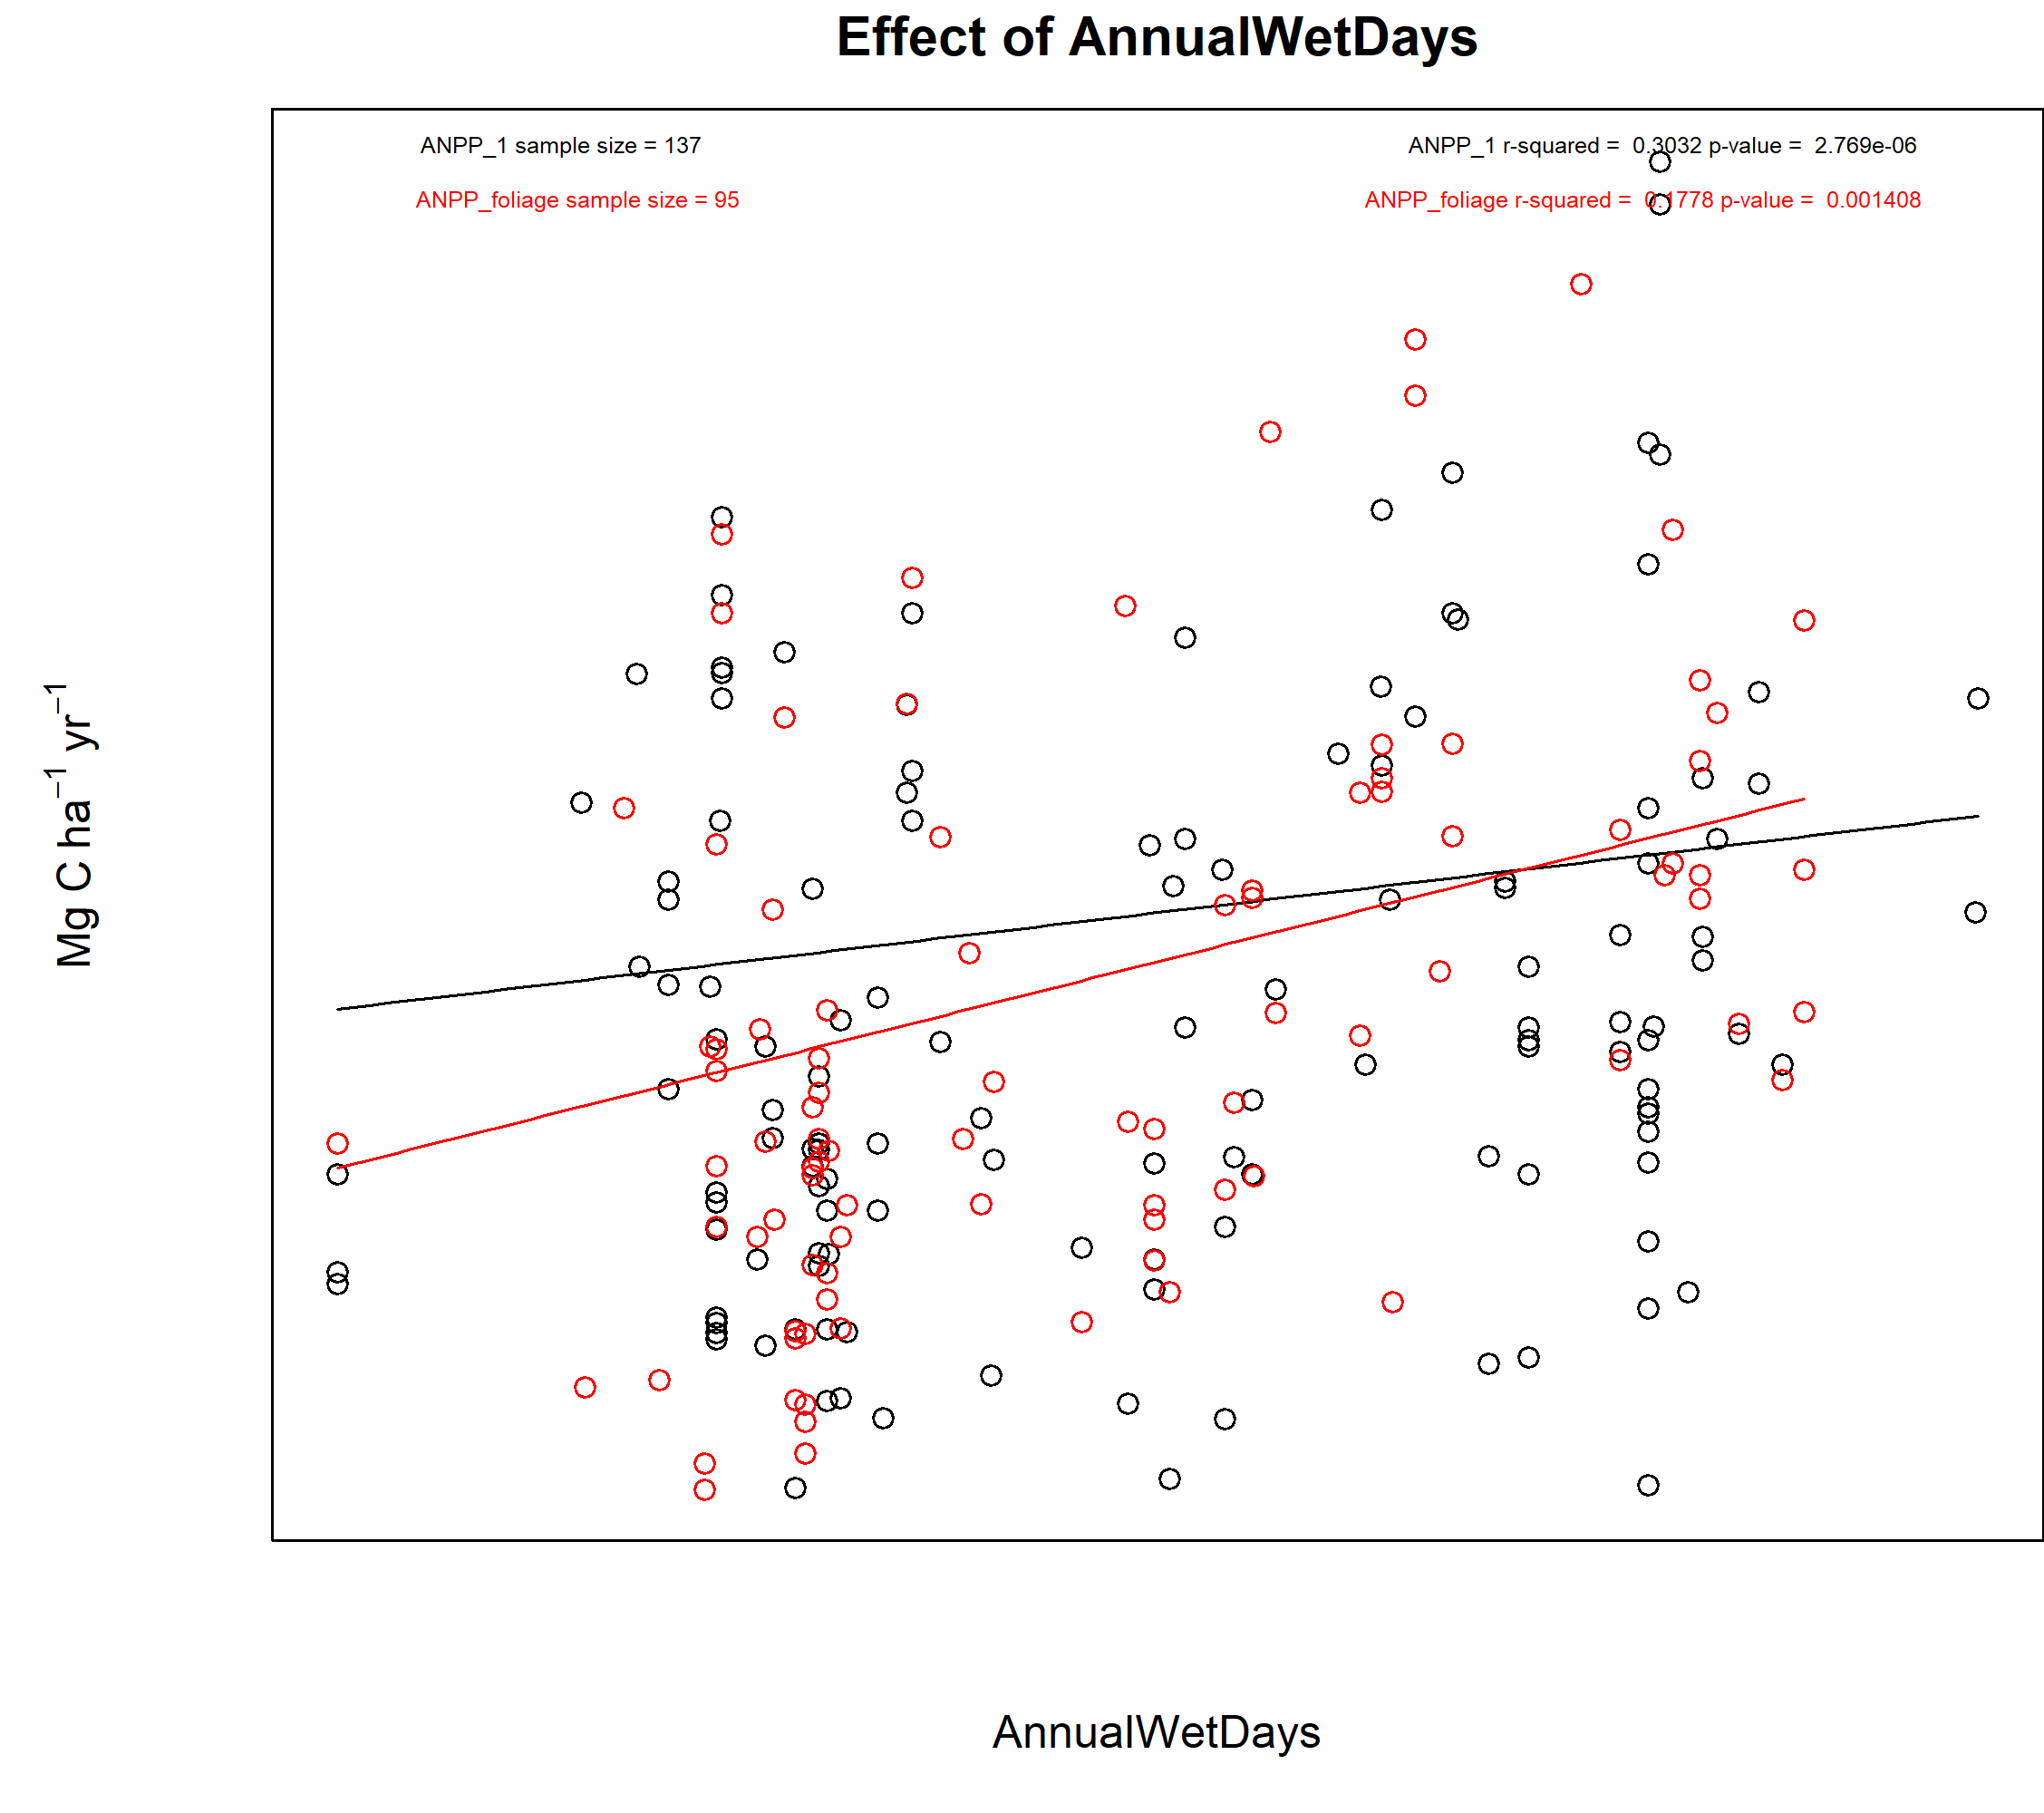 Effect of AnnualWetDays
ANPP_1 sample size = 137
ANPP_1 r-squared = 0.3032 p-value = 2.769e-06
ANPP_foliage sample size = 95
ANPP_foliage r-squared = 0.1778 p-value = 0.001408
Mg C ha⁻¹ yr⁻¹
AnnualWetDays